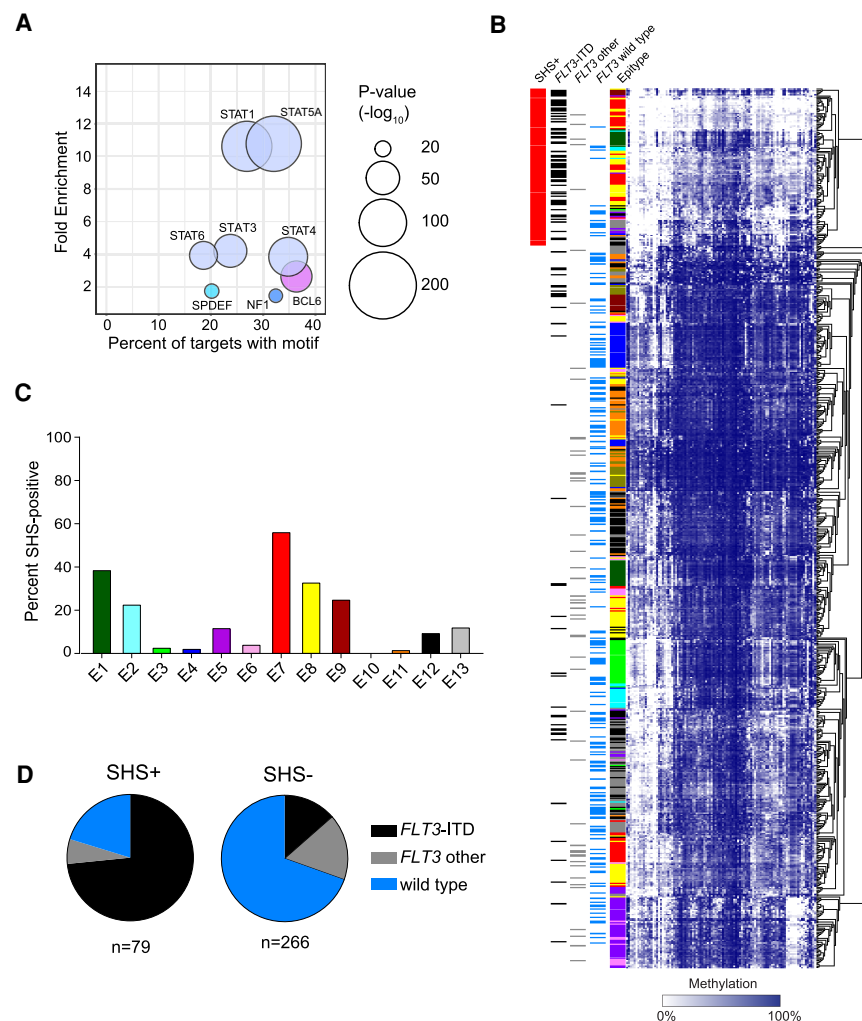 A
14
12
10
8
6
4
2
Fold Enrichment
STAT1
STAT5A
STAT6
STAT3
STAT4
SPDEF
NF1
BCL6
0
10
20
30
40
Percent of targets with motif
P-value
(-log10)
20
50
100
200
B
SHS+
FLT3-ITD
FLT3 other
FLT3 wild type
Epitype
Methylation
0%
100%
C
100
80
60
40
20
0
Percent SHS-positive
E1
E2
E3
E4
E5
E6
E7
E8
E9
E10
E11
E12
E13
D
SHS+
SHS-
n=79
n=266
FLT3-ITD
FLT3 other
wild type